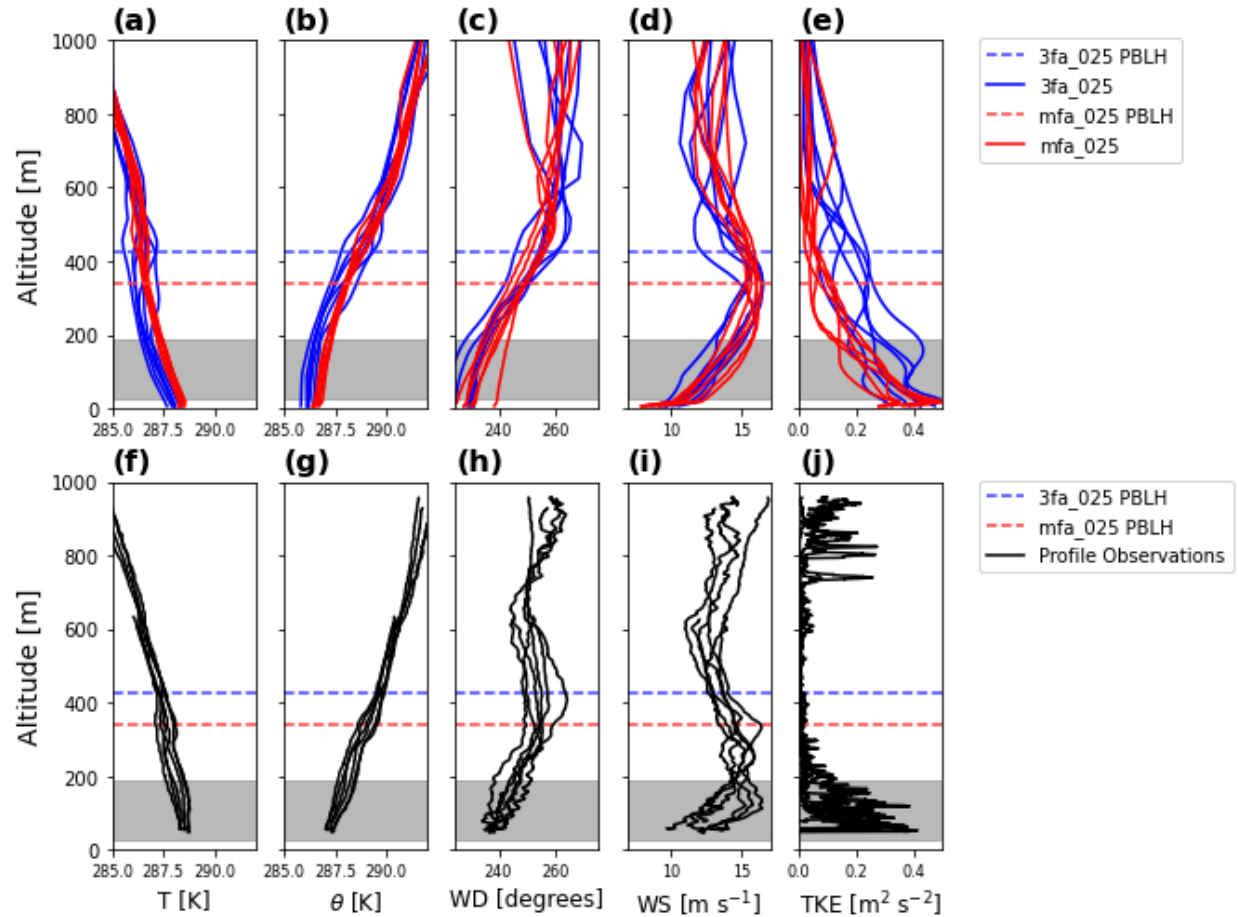 (a) (b) (c) (d) (e)
1000
800
600
400
200
0
Altitude [m]
285.0 287.5 290.0
285.0 287.5 290.0
240 260
10 15
0.0 0.2 0.4
3fa_025 PBLH
3fa_025
mfa_025 PBLH
mfa_025
(f) (g) (h) (i) (j)
1000
800
600
400
200
0
Altitude [m]
285.0 287.5 290.0
285.0 287.5 290.0
240 260
10 15
0.0 0.2 0.4
T [K]
θ [K]
WD [degrees]
WS [m s⁻¹]
TKE [m² s⁻²]
3fa_025 PBLH
mfa_025 PBLH
Profile Observations